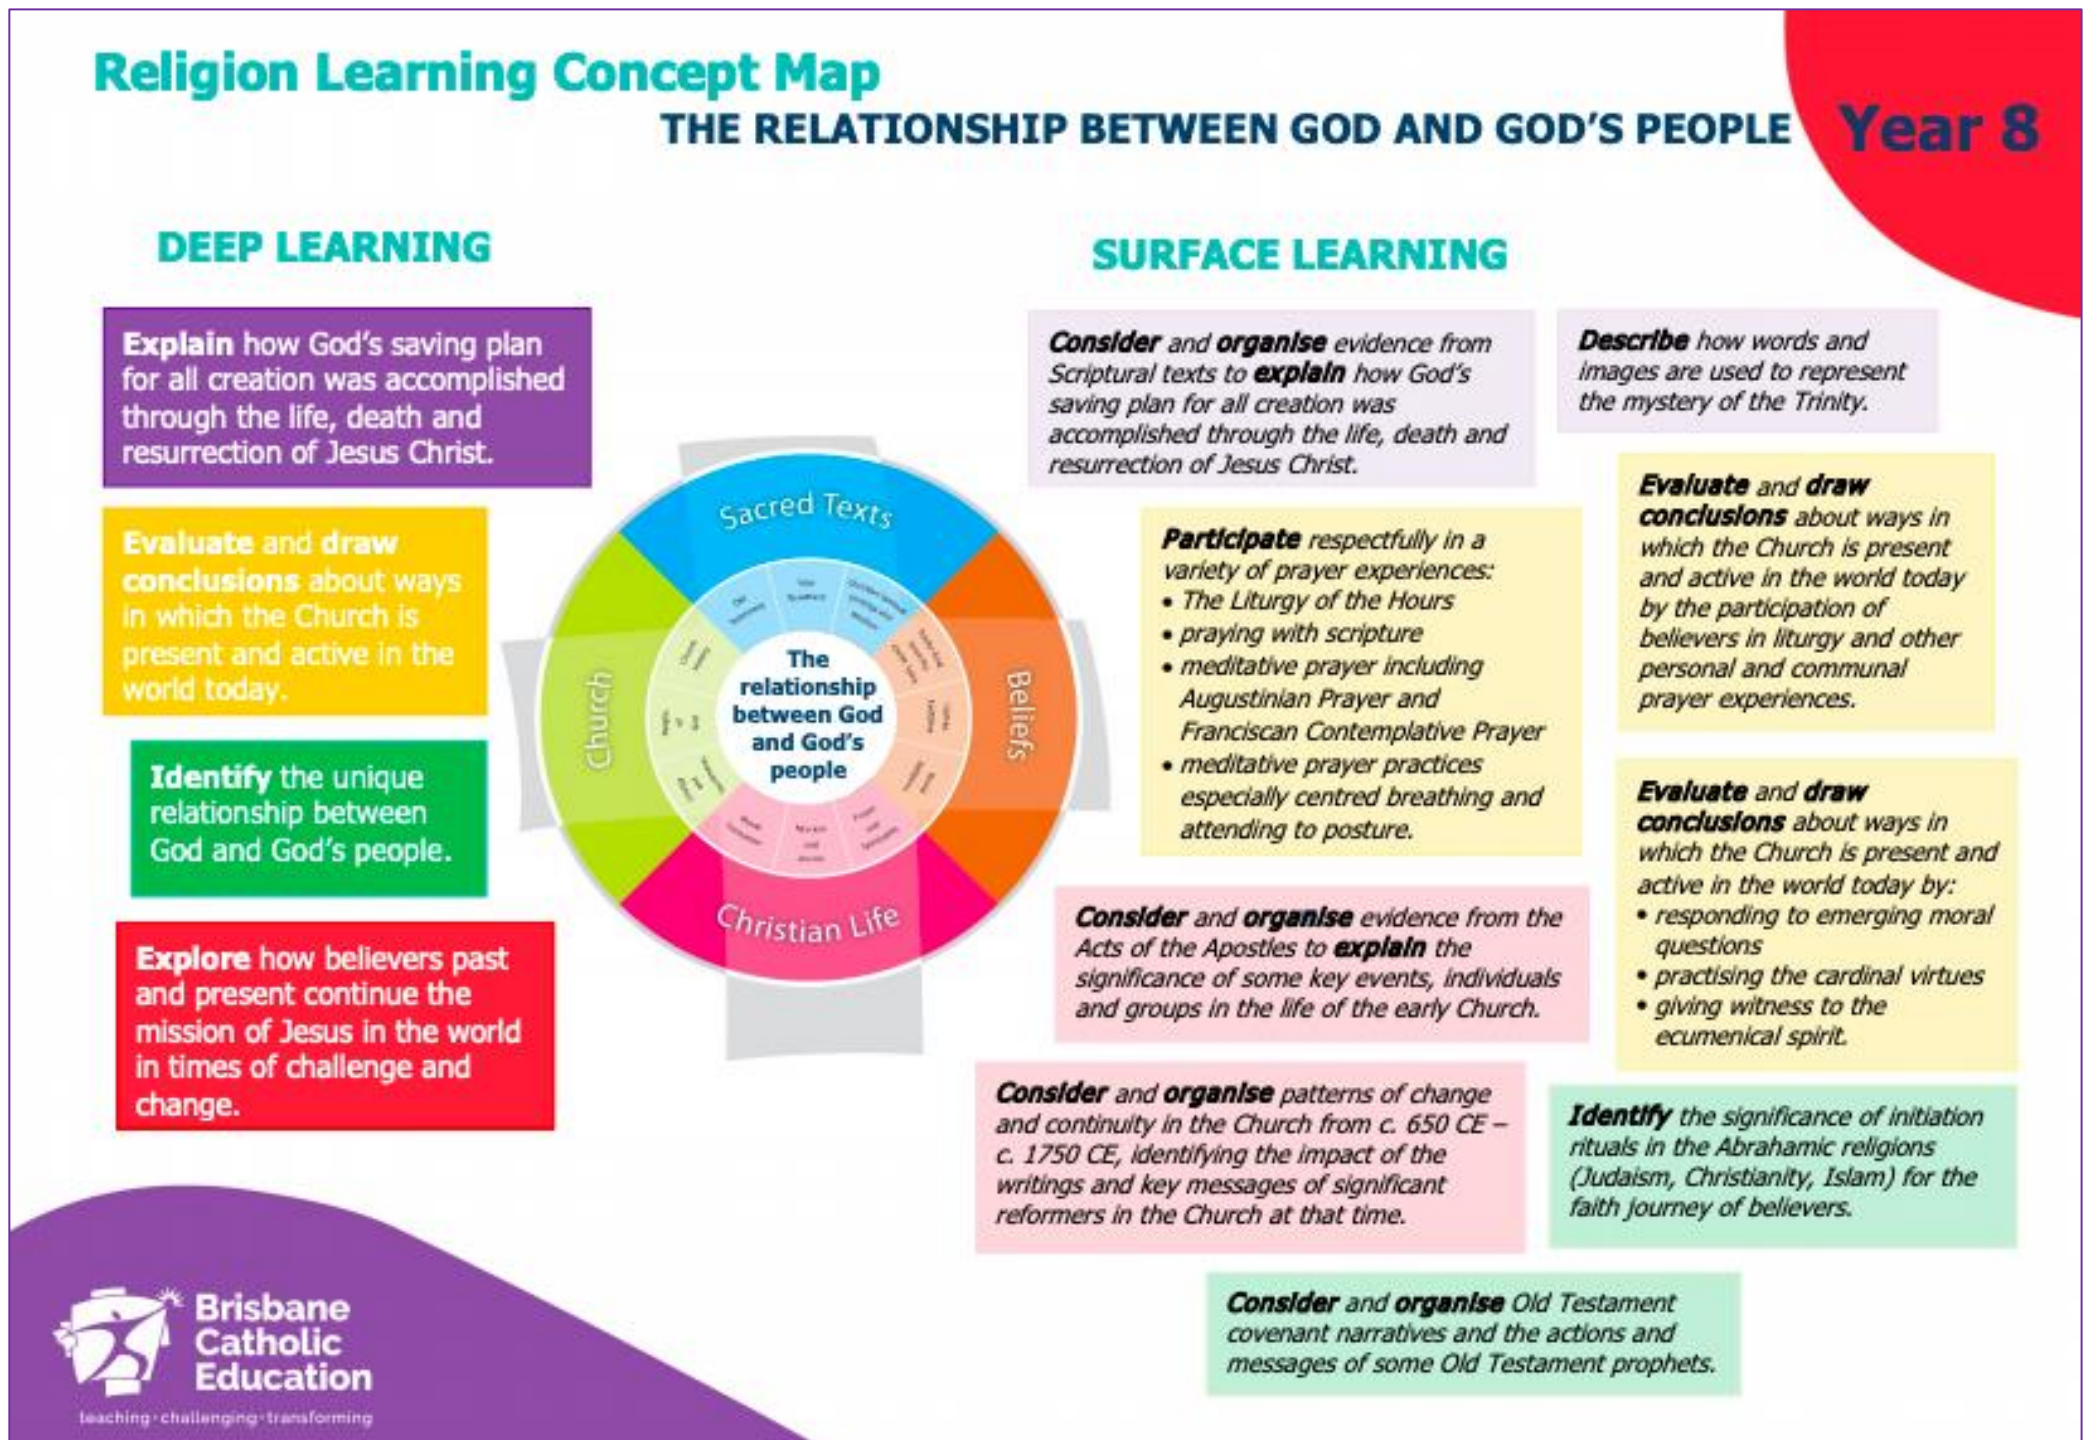 Religion Learning Concept Map
THE RELATIONSHIP BETWEEN GOD AND GOD'S PEOPLE
Year 8
DEEP LEARNING
Explain how God's saving plan
for all creation was accomplished
through the life, death and
resurrection of Jesus Christ.
Evaluate and draw
conclusions about ways
in which the Church is
present and active in the
world today.
Identify the unique
relationship between
God and God's people.
Explore how believers past
and present continue the
mission of Jesus in the world
in times of challenge and
change.
Sacred Texts
Beliefs
Christian Life
Church
The
relationship
between God
and God's
people
SURFACE LEARNING
Consider and organise evidence from
Scriptural texts to explain how God's
saving plan for all creation was
accomplished through the life, death and
resurrection of Jesus Christ.
Describe how words and
images are used to represent
the mystery of the Trinity.
Participate respectfully in a
variety of prayer experiences:
• The Liturgy of the Hours
• praying with scripture
• meditative prayer including
Augustinian Prayer and
Franciscan Contemplative Prayer
• meditative prayer practices
especially centred breathing and
attending to posture.
Evaluate and draw
conclusions about ways in
which the Church is present
and active in the world today
by the participation of
believers in liturgy and other
personal and communal
prayer experiences.
Evaluate and draw
conclusions about ways in
which the Church is present and
active in the world today by:
• responding to emerging moral
questions
• practising the cardinal virtues
• giving witness to the
ecumenical spirit.
Consider and organise evidence from the
Acts of the Apostles to explain the
significance of some key events, individuals
and groups in the life of the early Church.
Consider and organise patterns of change
and continuity in the Church from c. 650 CE –
c. 1750 CE, identifying the impact of the
writings and key messages of significant
reformers in the Church at that time.
Identify the significance of initiation
rituals in the Abrahamic religions
(Judaism, Christianity, Islam) for the
faith journey of believers.
Consider and organise Old Testament
covenant narratives and the actions and
messages of some Old Testament prophets.
Brisbane
Catholic
Education
teaching·challenging·transforming